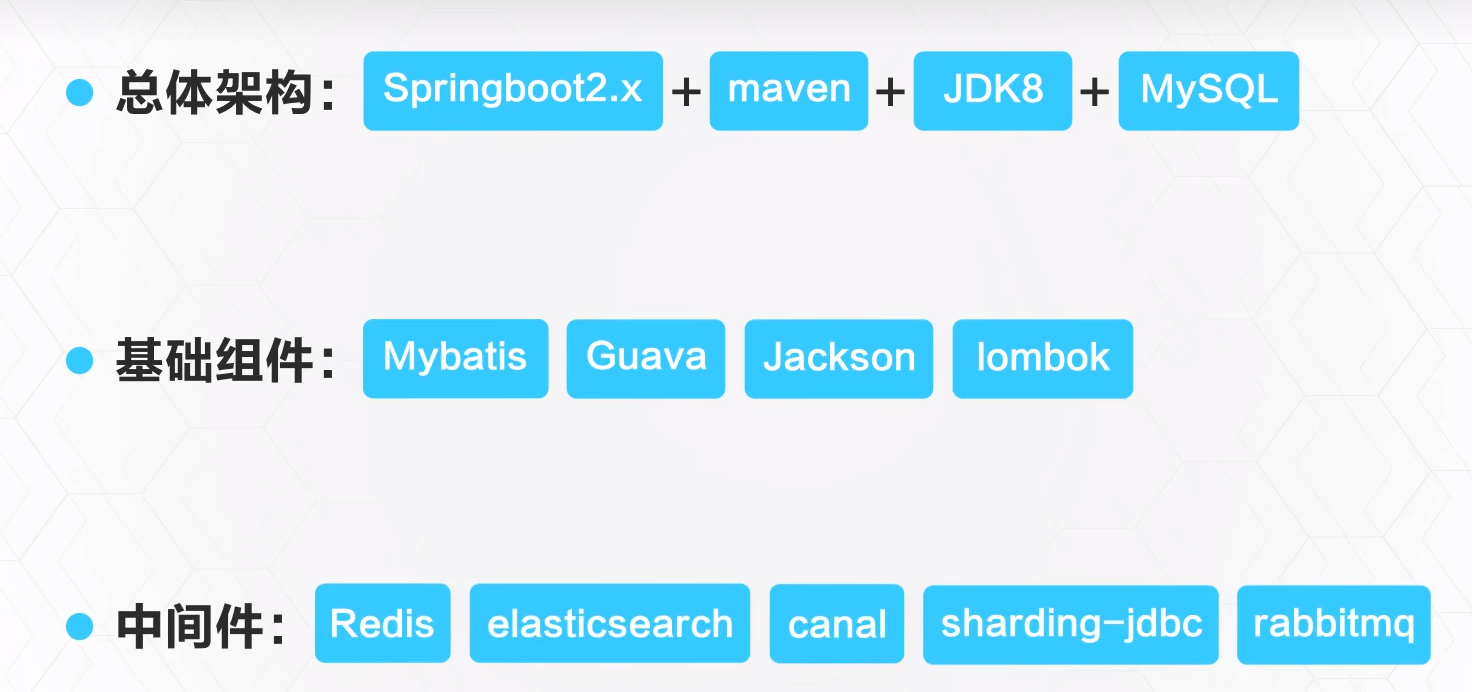 总体架构： Springboot2.x + maven + JDK8 + MySQL
基础组件： Mybatis Guava Jackson lombok
中间件： Redis elasticsearch canal sharding-jdbc rabbitmq